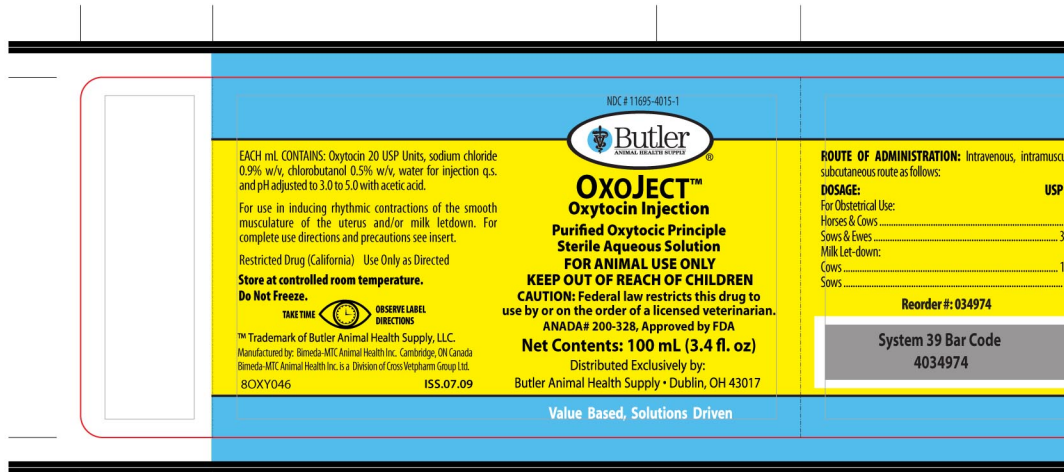 EACH mL CONTAINS: Oxytocin 20 USP Units, sodium chloride
0.9% w/v, chlorobutanol 0.5% w/v, water for injection q.s.
and pH adjusted to 3.0 to 5.0 with acetic acid.
For use in inducing rhythmic contractions of the smooth
musculature of the uterus and/or milk letdown. For
complete use directions and precautions see insert.
Restricted Drug (California) Use Only as Directed
Store at controlled room temperature.
Do Not Freeze.
TAKE TIME OBSERVE LABEL
DIRECTIONS
™ Trademark of Butler Animal Health Supply, LLC.
Manufactured by: Bimeda-MTC Animal Health Inc. Cambridge, ON Canada
Bimeda-MTC Animal Health Inc. is a Division of Cross Vetpharm Group Ltd.
8OXY046 ISS.07.09
NDC # 11695-4015-1
Butler
ANIMAL HEALTH SUPPLY
®
OXOJECT™
Oxytocin Injection
Purified Oxytocic Principle
Sterile Aqueous Solution
FOR ANIMAL USE ONLY
KEEP OUT OF REACH OF CHILDREN
CAUTION: Federal law restricts this drug to
use by or on the order of a licensed veterinarian.
ANADA# 200-328, Approved by FDA
Net Contents: 100 mL (3.4 fl. oz)
Distributed Exclusively by:
Butler Animal Health Supply • Dublin, OH 43017
Value Based, Solutions Driven
ROUTE OF ADMINISTRATION: Intravenous, intramusc
subcutaneous route as follows:
DOSAGE: USP
For Obstetrical Use:
Horses & Cows
Sows & Ewes 3
Milk Let-down:
Cows 1
Sows
Reorder #: 034974
System 39 Bar Code
4034974